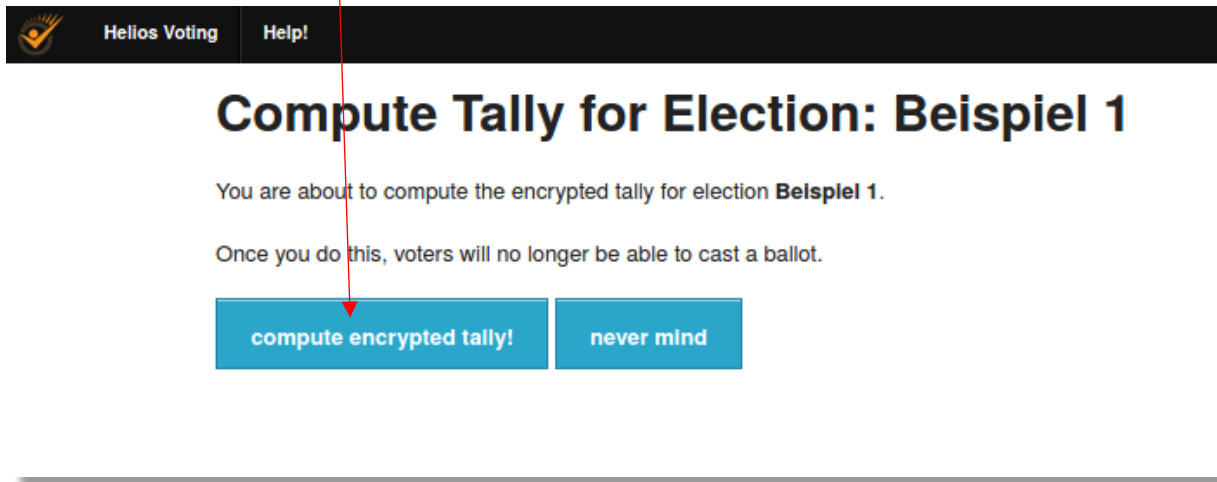 Helios Voting Help!
Compute Tally for Election: Beispiel 1
You are about to compute the encrypted tally for election Beispiel 1.
Once you do this, voters will no longer be able to cast a ballot.
compute encrypted tally! never mind